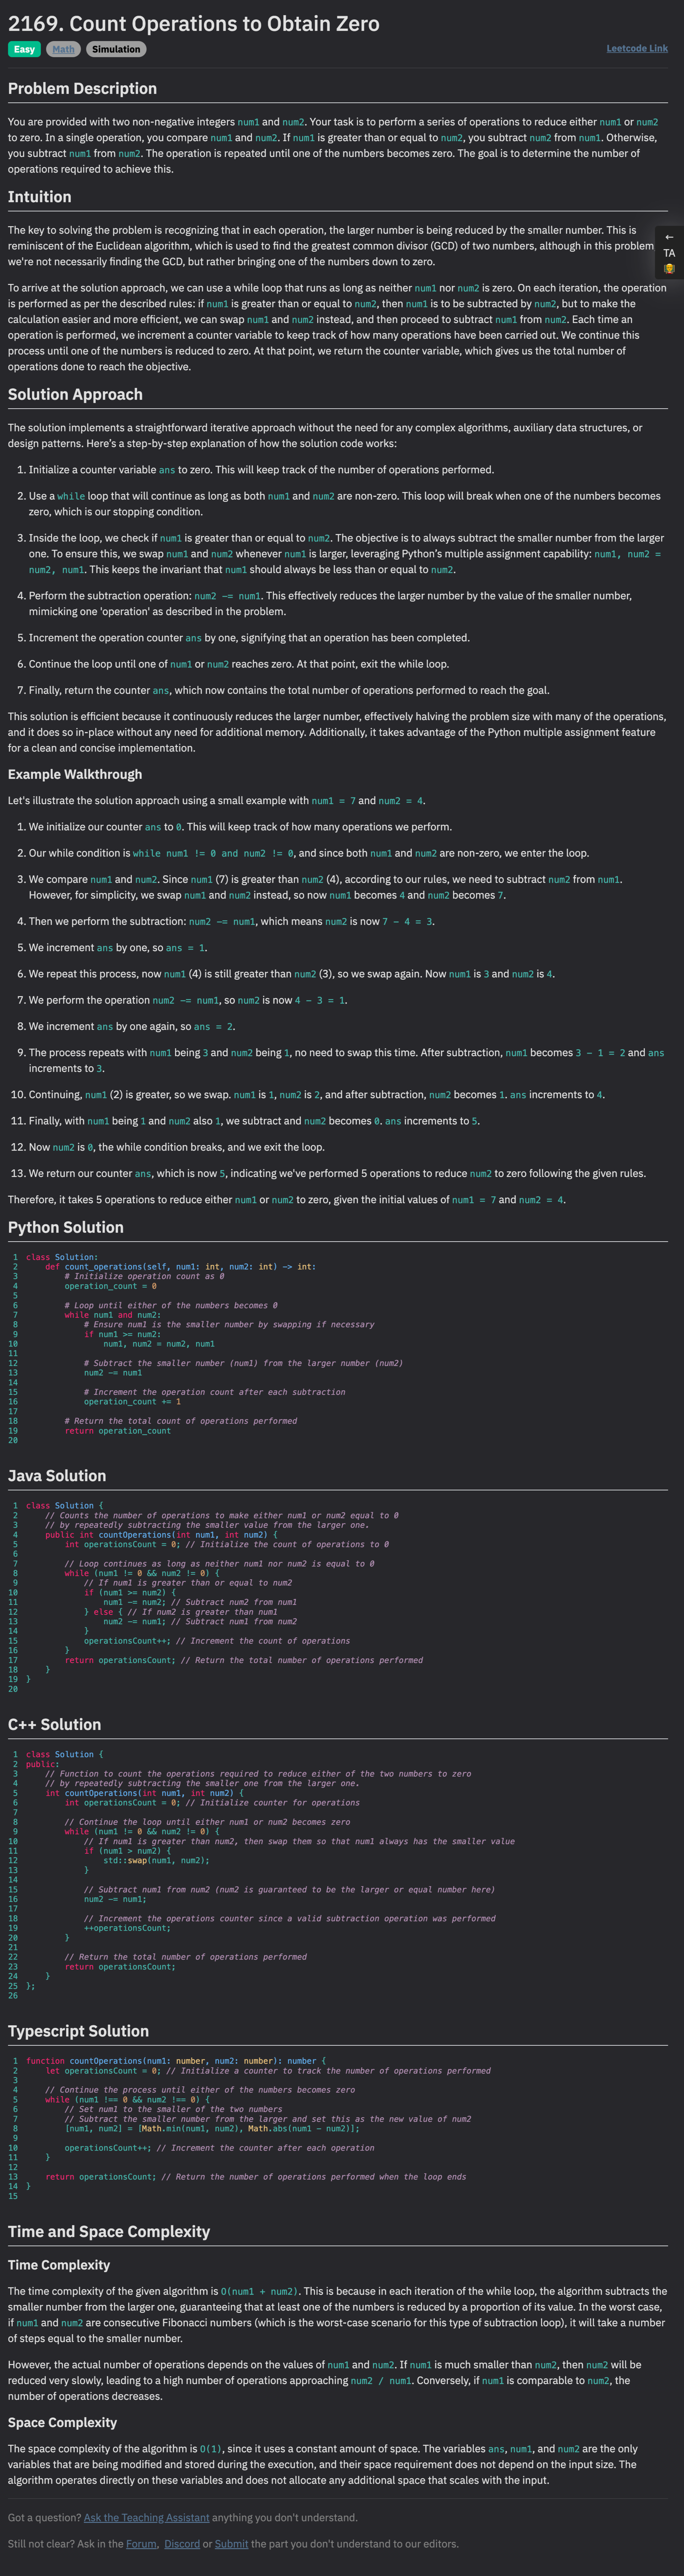 2169. Count Operations to Obtain Zero
Easy Math Simulation Leetcode Link
Problem Description
You are provided with two non-negative integers num1 and num2. Your task is to perform a series of operations to reduce either num1 or num2
to zero. In a single operation, you compare num1 and num2. If num1 is greater than or equal to num2, you subtract num2 from num1. Otherwise,
you subtract num1 from num2. The operation is repeated until one of the numbers becomes zero. The goal is to determine the number of
operations required to achieve this.
Intuition
The key to solving the problem is recognizing that in each operation, the larger number is being reduced by the smaller number. This is
reminiscent of the Euclidean algorithm, which is used to find the greatest common divisor (GCD) of two numbers, although in this problem,
we're not necessarily finding the GCD, but rather bringing one of the numbers down to zero.
←
TA
To arrive at the solution approach, we can use a while loop that runs as long as neither num1 nor num2 is zero. On each iteration, the operation
is performed as per the described rules: if num1 is greater than or equal to num2, then num1 is to be subtracted by num2, but to make the
calculation easier and more efficient, we can swap num1 and num2 instead, and then proceed to subtract num1 from num2. Each time an
operation is performed, we increment a counter variable to keep track of how many operations have been carried out. We continue this
process until one of the numbers is reduced to zero. At that point, we return the counter variable, which gives us the total number of
operations done to reach the objective.
Solution Approach
The solution implements a straightforward iterative approach without the need for any complex algorithms, auxiliary data structures, or
design patterns. Here's a step-by-step explanation of how the solution code works:
1. Initialize a counter variable ans to zero. This will keep track of the number of operations performed.
2. Use a while loop that will continue as long as both num1 and num2 are non-zero. This loop will break when one of the numbers becomes
zero, which is our stopping condition.
3. Inside the loop, we check if num1 is greater than or equal to num2. The objective is to always subtract the smaller number from the larger
one. To ensure this, we swap num1 and num2 whenever num1 is larger, leveraging Python's multiple assignment capability: num1, num2 =
num2, num1. This keeps the invariant that num1 should always be less than or equal to num2.
4. Perform the subtraction operation: num2 -= num1. This effectively reduces the larger number by the value of the smaller number,
mimicking one 'operation' as described in the problem.
5. Increment the operation counter ans by one, signifying that an operation has been completed.
6. Continue the loop until one of num1 or num2 reaches zero. At that point, exit the while loop.
7. Finally, return the counter ans, which now contains the total number of operations performed to reach the goal.
This solution is efficient because it continuously reduces the larger number, effectively halving the problem size with many of the operations,
and it does so in-place without any need for additional memory. Additionally, it takes advantage of the Python multiple assignment feature
for a clean and concise implementation.
Example Walkthrough
Let's illustrate the solution approach using a small example with num1 = 7 and num2 = 4.
1. We initialize our counter ans to 0. This will keep track of how many operations we perform.
2. Our while condition is while num1 != 0 and num2 != 0, and since both num1 and num2 are non-zero, we enter the loop.
3. We compare num1 and num2. Since num1 (7) is greater than num2 (4), according to our rules, we need to subtract num2 from num1.
However, for simplicity, we swap num1 and num2 instead, so now num1 becomes 4 and num2 becomes 7.
4. Then we perform the subtraction: num2 -= num1, which means num2 is now 7 - 4 = 3.
5. We increment ans by one, so ans = 1.
6. We repeat this process, now num1 (4) is still greater than num2 (3), so we swap again. Now num1 is 3 and num2 is 4.
7. We perform the operation num2 -= num1, so num2 is now 4 - 3 = 1.
8. We increment ans by one again, so ans = 2.
9. The process repeats with num1 being 3 and num2 being 1, no need to swap this time. After subtraction, num1 becomes 3 - 1 = 2 and ans
increments to 3.
10. Continuing, num1 (2) is greater, so we swap. num1 is 1, num2 is 2, and after subtraction, num2 becomes 1. ans increments to 4.
11. Finally, with num1 being 1 and num2 also 1, we subtract and num2 becomes 0. ans increments to 5.
12. Now num2 is 0, the while condition breaks, and we exit the loop.
13. We return our counter ans, which is now 5, indicating we've performed 5 operations to reduce num2 to zero following the given rules.
Therefore, it takes 5 operations to reduce either num1 or num2 to zero, given the initial values of num1 = 7 and num2 = 4.
Python Solution
1 class Solution:
2     def count_operations(self, num1: int, num2: int) -> int:
3         # Initialize operation count as 0
4         operation_count = 0
5
6         # Loop until either of the numbers becomes 0
7         while num1 and num2:
8             # Ensure num1 is the smaller number by swapping if necessary
9             if num1 >= num2:
10                 num1, num2 = num2, num1
11
12             # Subtract the smaller number (num1) from the larger number (num2)
13             num2 -= num1
14
15             # Increment the operation count after each subtraction
16             operation_count += 1
17
18         # Return the total count of operations performed
19         return operation_count
20
Java Solution
1 class Solution {
2     // Counts the number of operations to make either num1 or num2 equal to 0
3     // by repeatedly subtracting the smaller value from the larger one.
4     public int countOperations(int num1, int num2) {
5         int operationsCount = 0; // Initialize the count of operations to 0
6
7         // Loop continues as long as neither num1 nor num2 is equal to 0
8         while (num1 != 0 && num2 != 0) {
9             // If num1 is greater than or equal to num2
10             if (num1 >= num2) {
11                 num1 -= num2; // Subtract num2 from num1
12             } else { // If num2 is greater than num1
13                 num2 -= num1; // Subtract num1 from num2
14             }
15             operationsCount++; // Increment the count of operations
16         }
17         return operationsCount; // Return the total number of operations performed
18     }
19 }
20
C++ Solution
1 class Solution {
2 public:
3     // Function to count the operations required to reduce either of the two numbers to zero
4     // by repeatedly subtracting the smaller one from the larger one.
5     int countOperations(int num1, int num2) {
6         int operationsCount = 0; // Initialize counter for operations
7
8         // Continue the loop until either num1 or num2 becomes zero
9         while (num1 != 0 && num2 != 0) {
10             // If num1 is greater than num2, then swap them so that num1 always has the smaller value
11             if (num1 > num2) {
12                 std::swap(num1, num2);
13             }
14
15             // Subtract num1 from num2 (num2 is guaranteed to be the larger or equal number here)
16             num2 -= num1;
17
18             // Increment the operations counter since a valid subtraction operation was performed
19             ++operationsCount;
20         }
21
22         // Return the total number of operations performed
23         return operationsCount;
24     }
25 };
26
Typescript Solution
1 function countOperations(num1: number, num2: number): number {
2     let operationsCount = 0; // Initialize a counter to track the number of operations performed
3
4     // Continue the process until either of the numbers becomes zero
5     while (num1 !== 0 && num2 !== 0) {
6         // Set num1 to the smaller of the two numbers
7         // Subtract the smaller number from the larger and set this as the new value of num2
8         [num1, num2] = [Math.min(num1, num2), Math.abs(num1 - num2)];
9
10         operationsCount++; // Increment the counter after each operation
11     }
12
13     return operationsCount; // Return the number of operations performed when the loop ends
14 }
15
Time and Space Complexity
Time Complexity
The time complexity of the given algorithm is O(num1 + num2). This is because in each iteration of the while loop, the algorithm subtracts the
smaller number from the larger one, guaranteeing that at least one of the numbers is reduced by a proportion of its value. In the worst case,
if num1 and num2 are consecutive Fibonacci numbers (which is the worst-case scenario for this type of subtraction loop), it will take a number
of steps equal to the smaller number.
However, the actual number of operations depends on the values of num1 and num2. If num1 is much smaller than num2, then num2 will be
reduced very slowly, leading to a high number of operations approaching num2 / num1. Conversely, if num1 is comparable to num2, the
number of operations decreases.
Space Complexity
The space complexity of the algorithm is O(1), since it uses a constant amount of space. The variables ans, num1, and num2 are the only
variables that are being modified and stored during the execution, and their space requirement does not depend on the input size. The
algorithm operates directly on these variables and does not allocate any additional space that scales with the input.
Got a question? Ask the Teaching Assistant anything you don't understand.
Still not clear? Ask in the Forum, Discord or Submit the part you don't understand to our editors.